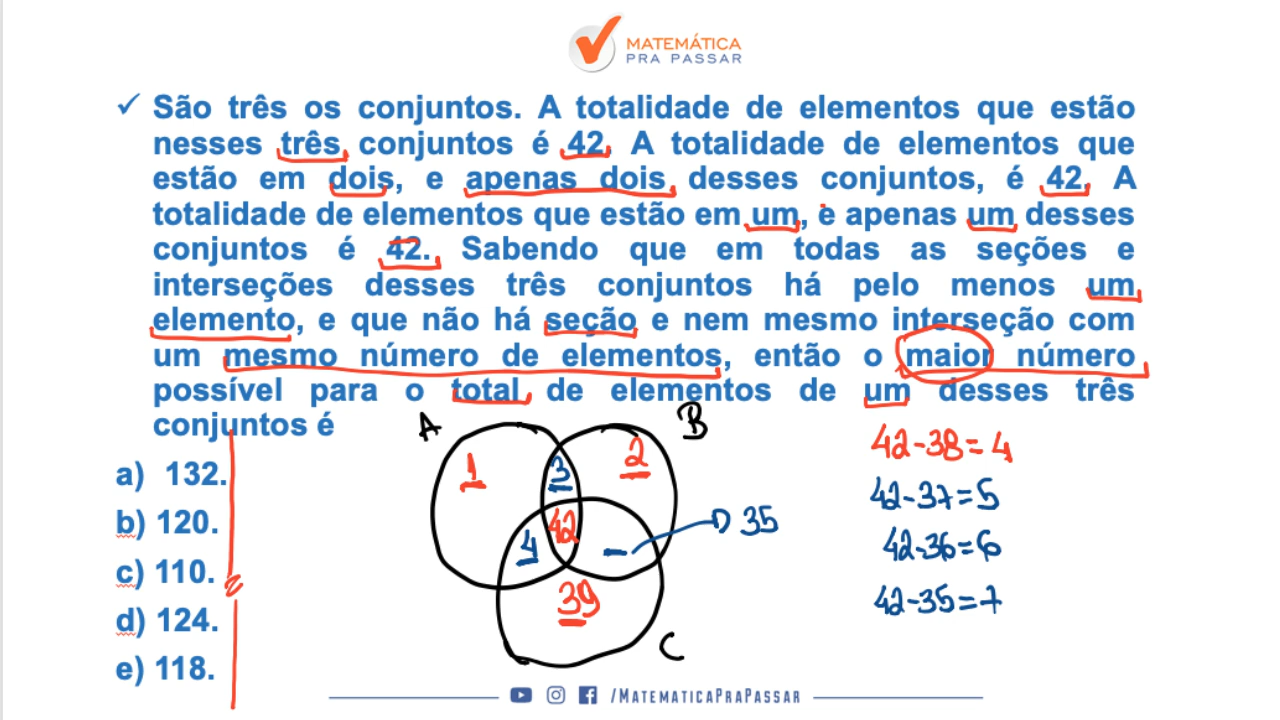 MATEMÁTICA
PRA PASSAR
✓ São três os conjuntos. A totalidade de elementos que estão
nesses três conjuntos é 42. A totalidade de elementos que
estão em dois, e apenas dois desses conjuntos, é 42. A
totalidade de elementos que estão em um, e apenas um desses
conjuntos é 42. Sabendo que em todas as seções e
interseções desses três conjuntos há pelo menos um
elemento, e que não há seção e nem mesmo interseção com
um mesmo número de elementos, então o maior número
possível para o total de elementos de um desses três
conjuntos é
a) 132.
b) 120.
c) 110.
d) 124.
e) 118.
A
B
1
3
2
42
4
35
39
C
42-38=4
42-37=5
42-36=6
42-35=7
/MATEMATICAPRAPASSAR